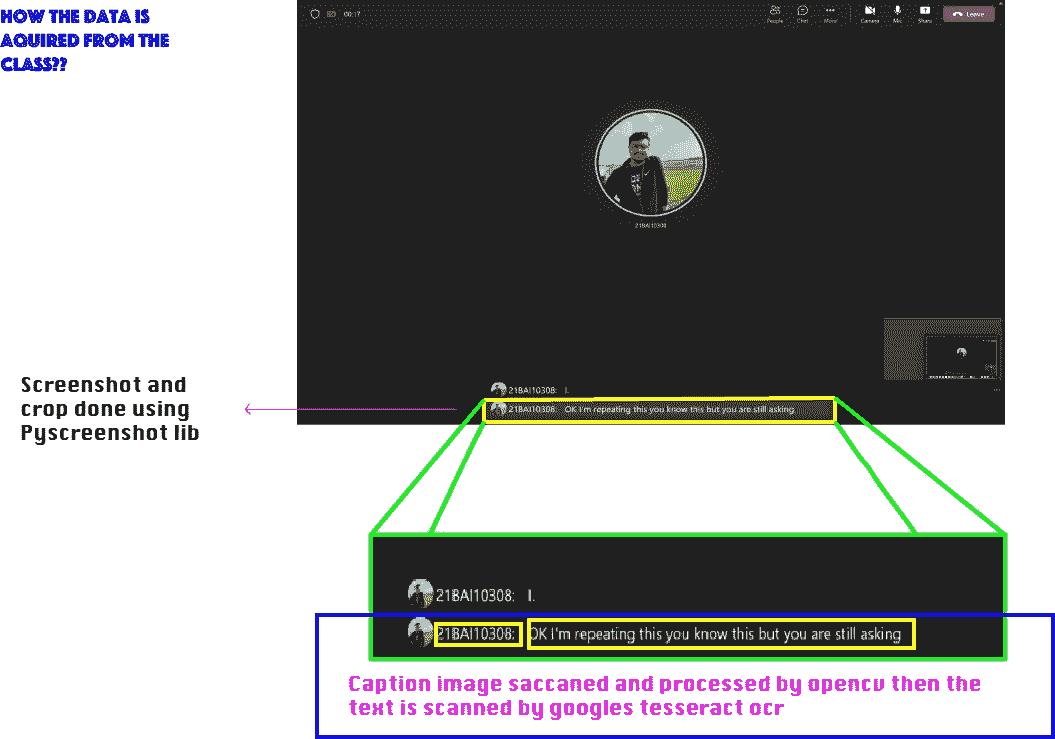 HOW THE DATA IS
AQUIRED FROM THE
CLASS??
00:17
People
Chat
More
Camera
Mic
Share
Leave
21BAI10308
21BAI10308: I.
21BAI10308: OK I'm repeating this you know this but you are still asking
Screenshot and
crop done using
Pyscreenshot lib
21BAI10308: I.
21BAI10308: OK I'm repeating this you know this but you are still asking
Caption image saccaned and processed by opencv then the
text is scanned by googles tesseract ocr